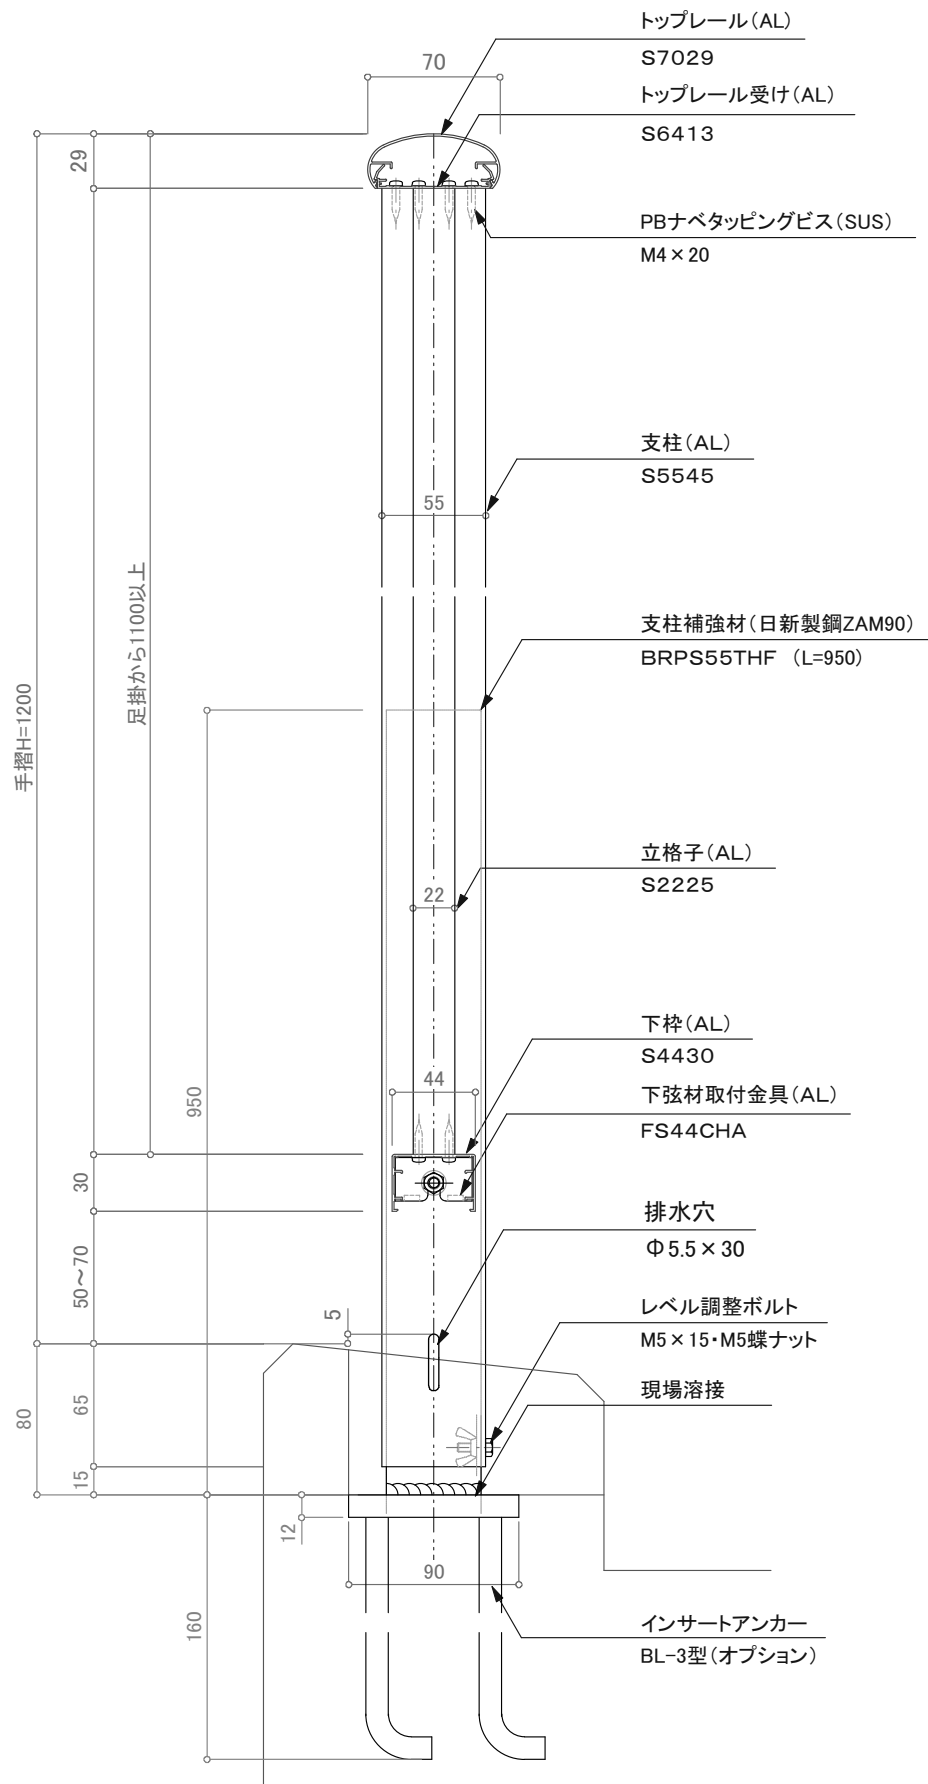 トップレール(AL)
S7029
70
トップレール受け(AL)
S6413
29
PBナベタッピングビス(SUS)
M4×20
支柱(AL)
S5545
55
足掛から1100以上
支柱補強材(日新製鋼ZAM90)
BRPS55THF (L=950)
手摺H=1200
立格子(AL)
S2225
22
下枠(AL)
S4430
44
950
下弦材取付金具(AL)
FS44CHA
30
排水穴
Φ5.5×30
50~70
5
レベル調整ボルト
M5×15・M5蝶ナット
現場溶接
80
65
15
12
90
160
インサートアンカー
BL-3型(オプション)